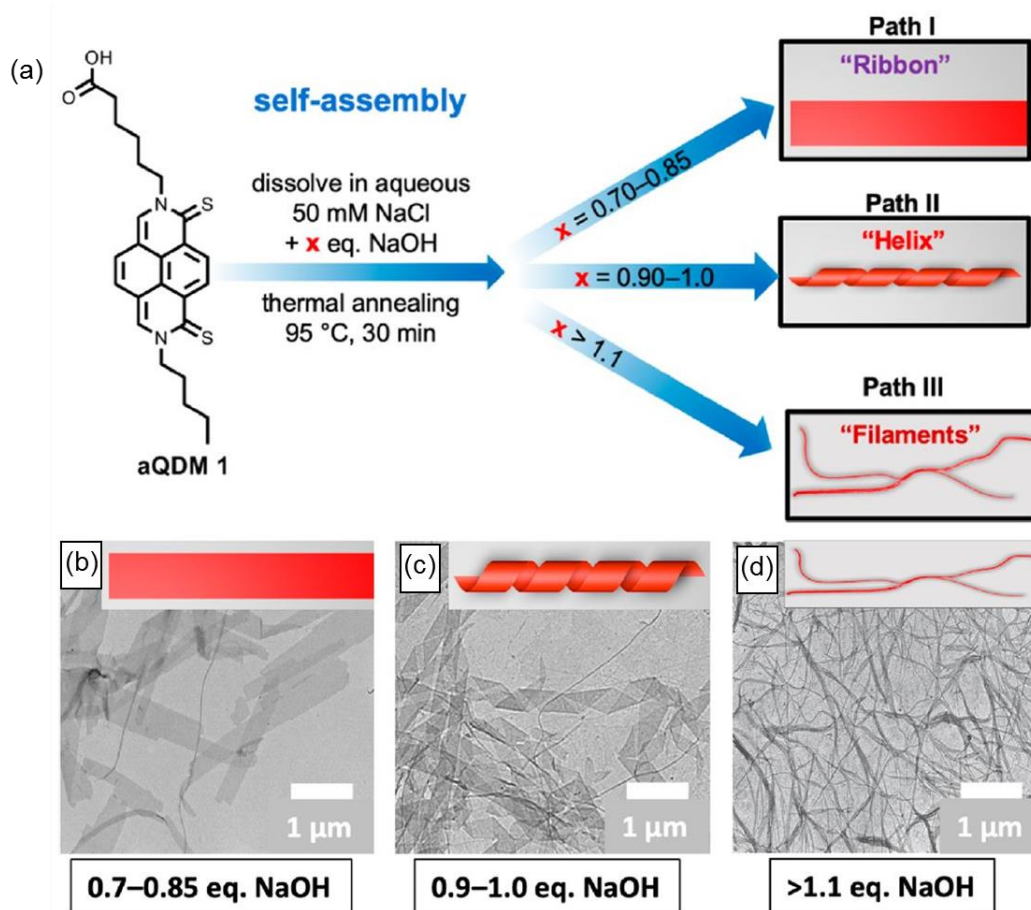 (a)
OH
O
N
S
N
S
aQDM 1
self-assembly
dissolve in aqueous
50 mM NaCl
+ x eq. NaOH
thermal annealing
95 °C, 30 min
x = 0.70–0.85
x = 0.90–1.0
x > 1.1
Path I
“Ribbon”
Path II
“Helix”
Path III
“Filaments”
(b)
1 µm
0.7–0.85 eq. NaOH
(c)
1 µm
0.9–1.0 eq. NaOH
(d)
1 µm
>1.1 eq. NaOH